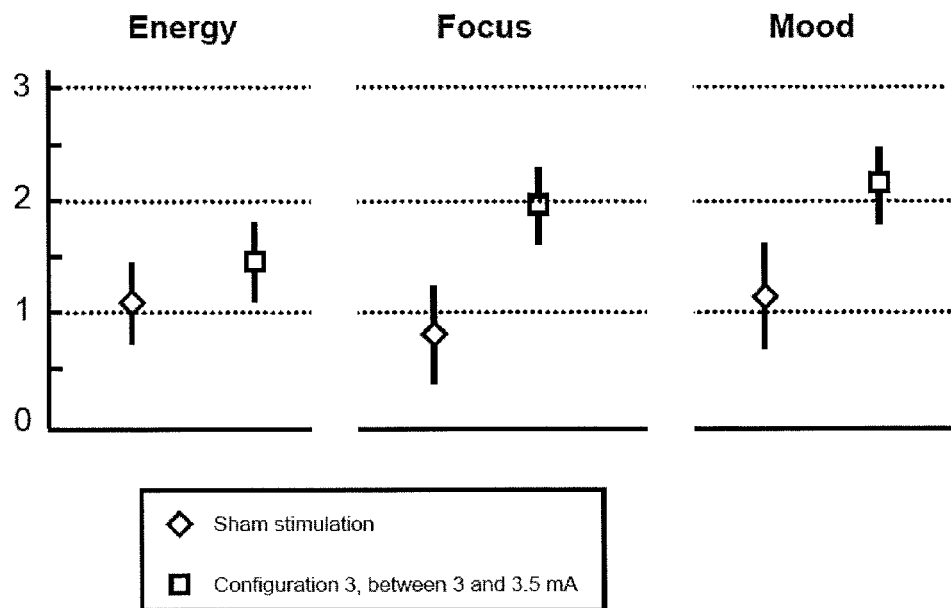 Energy Focus Mood
3
2
1
0
Sham stimulation
Configuration 3, between 3 and 3.5 mA